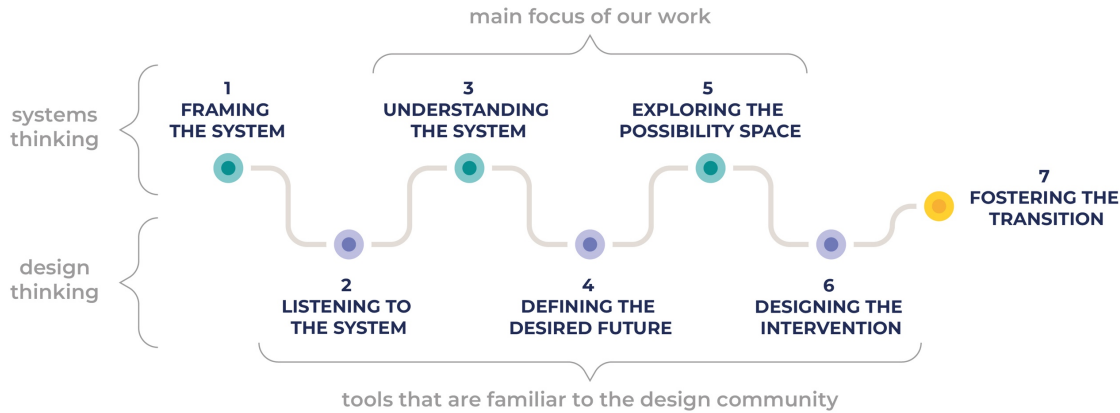 main focus of our work
systems
thinking
1
FRAMING
THE SYSTEM
3
UNDERSTANDING
THE SYSTEM
5
EXPLORING THE
POSSIBILITY SPACE
7
FOSTERING THE
TRANSITION
design
thinking
2
LISTENING TO
THE SYSTEM
4
DEFINING THE
DESIRED FUTURE
6
DESIGNING THE
INTERVENTION
tools that are familiar to the design community